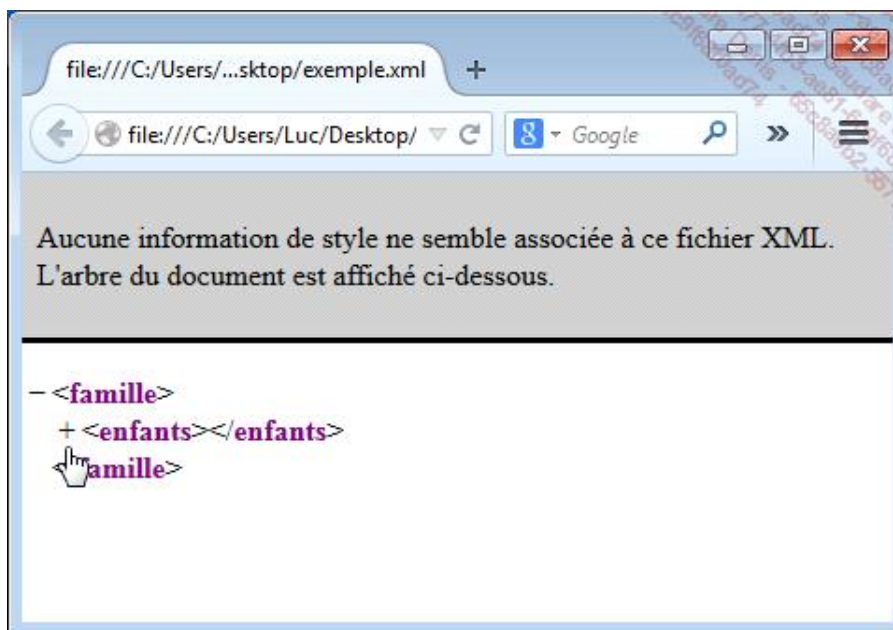 file:///C:/Users/...sktop/exemple.xml
file:///C:/Users/Luc/Desktop/
8 Google
Aucune information de style ne semble associée à ce fichier XML.
L'arbre du document est affiché ci-dessous.
− <famille>
+ <enfants></enfants>
amille>